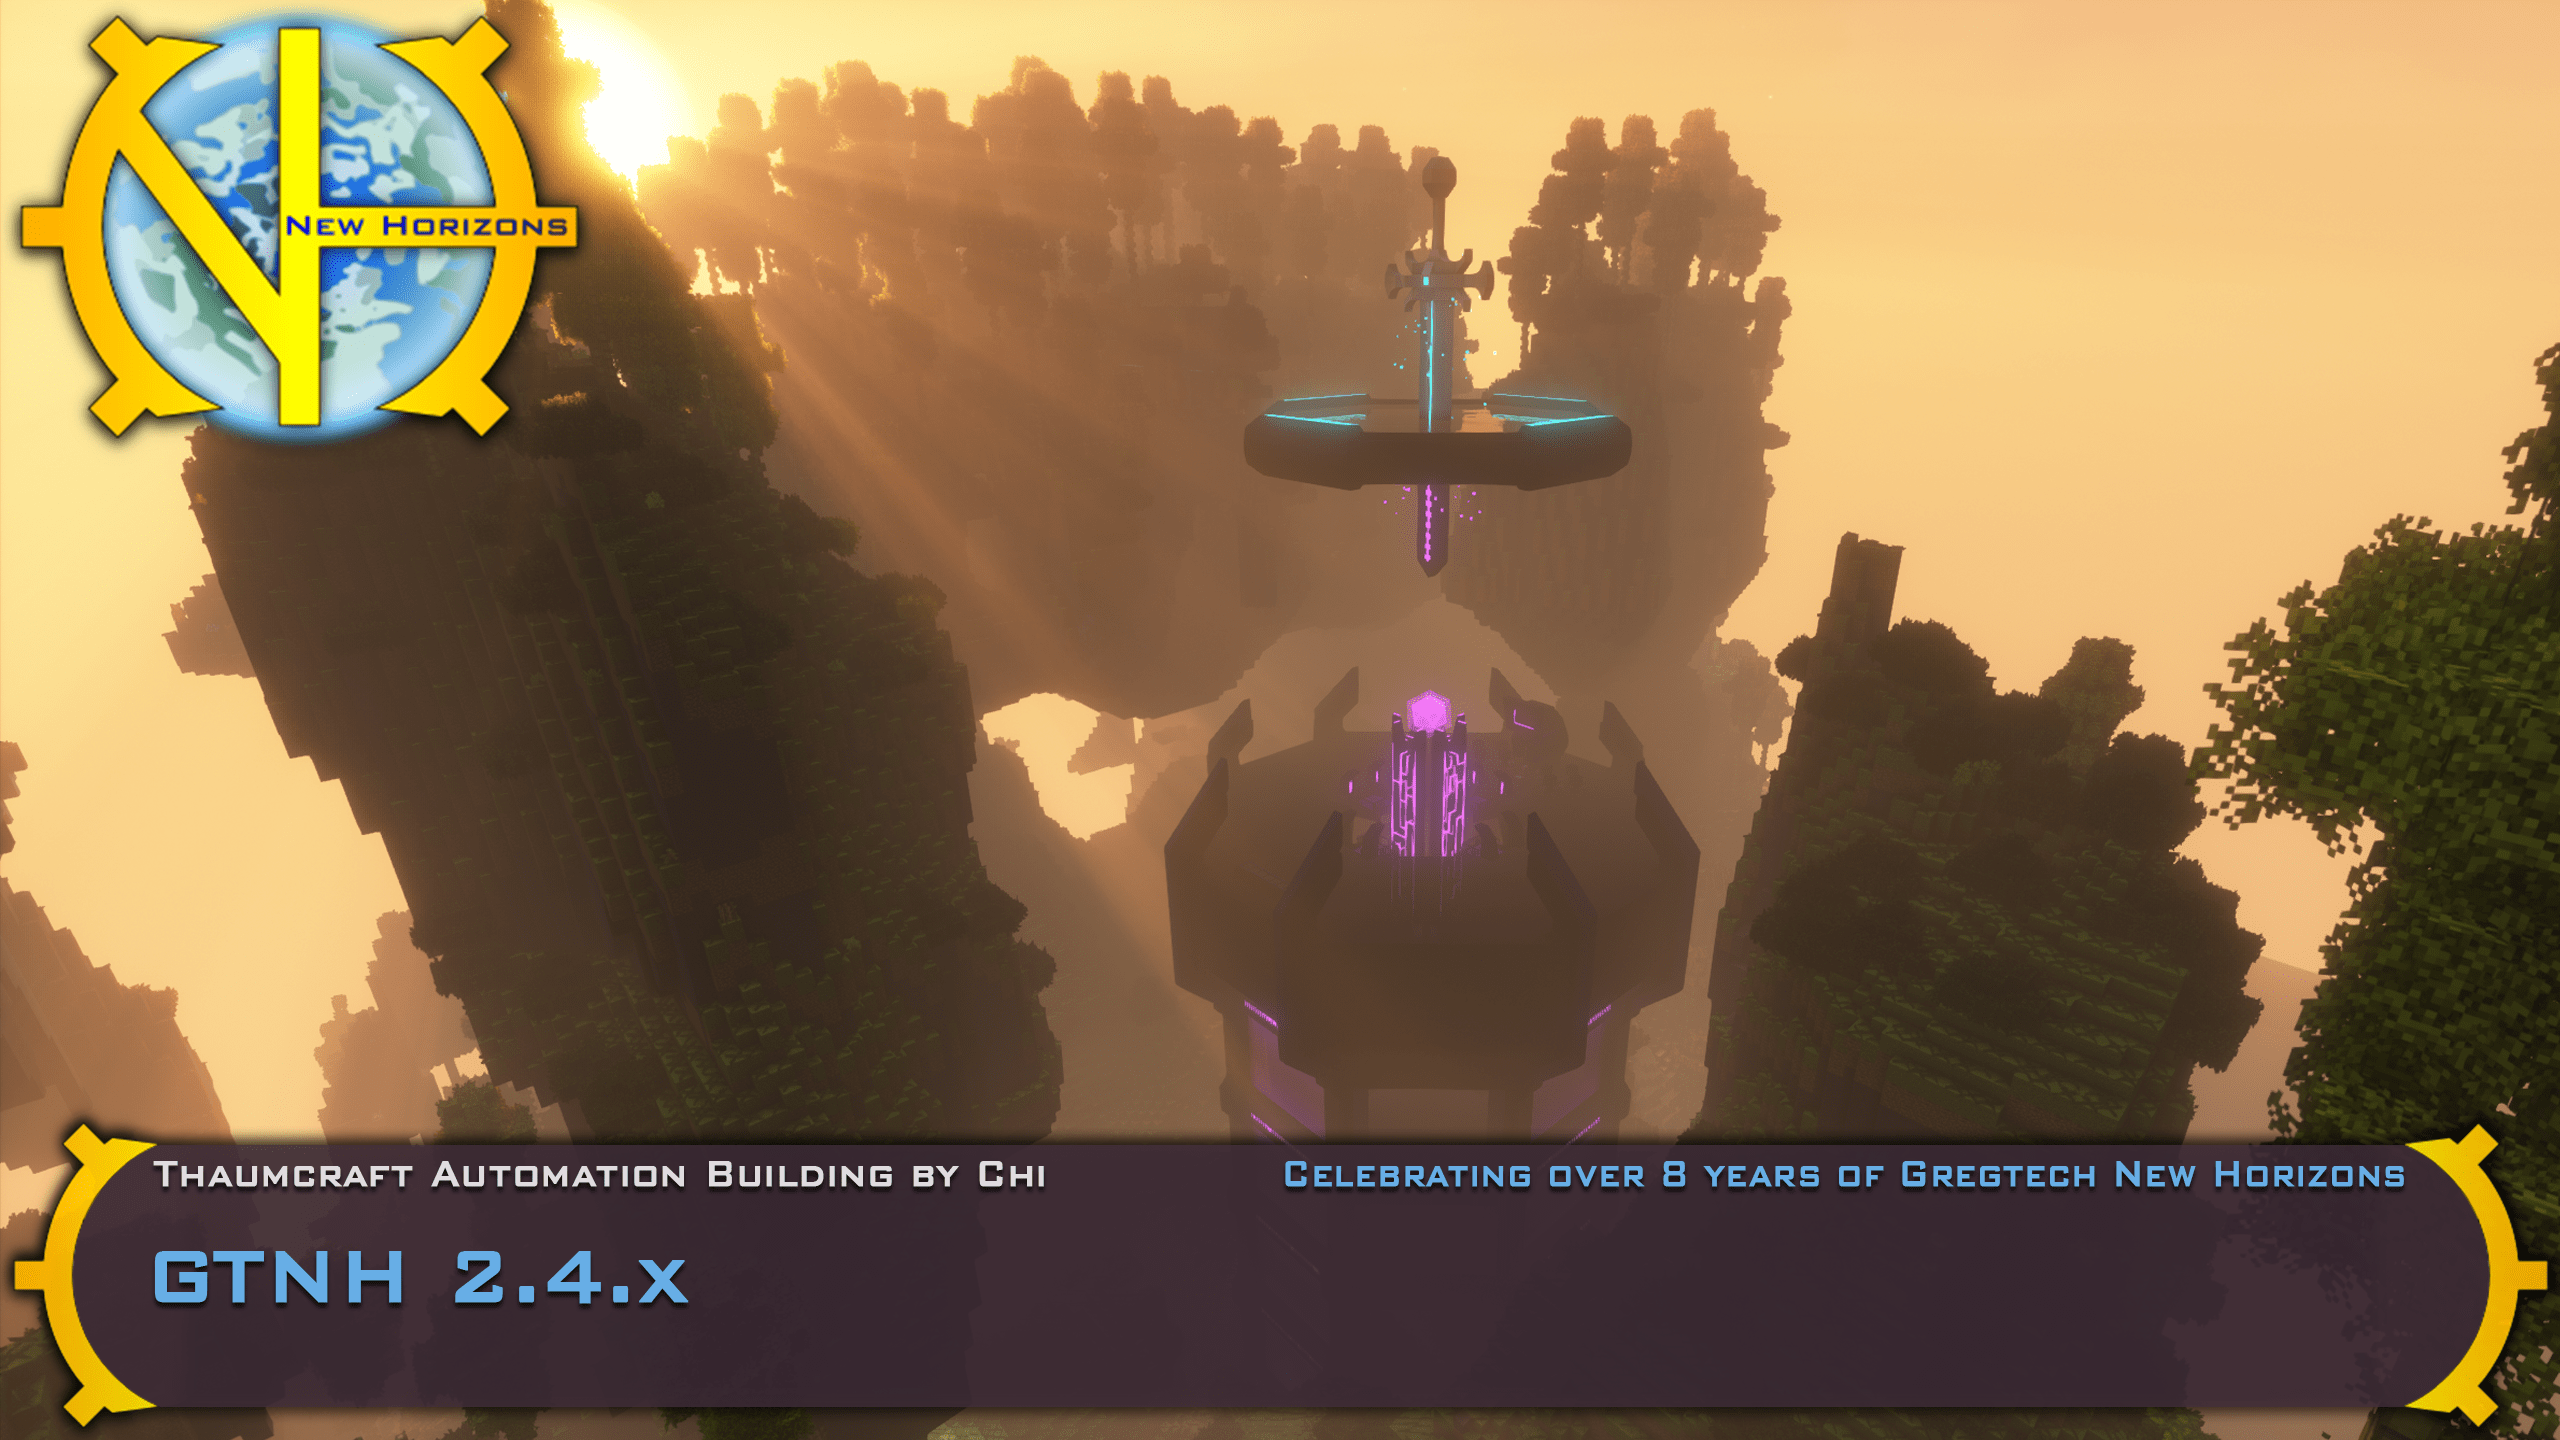 New Horizons
Thaumcraft Automation Building by Chi
Celebrating over 8 years of Gregtech New Horizons
GTNH 2.4.x